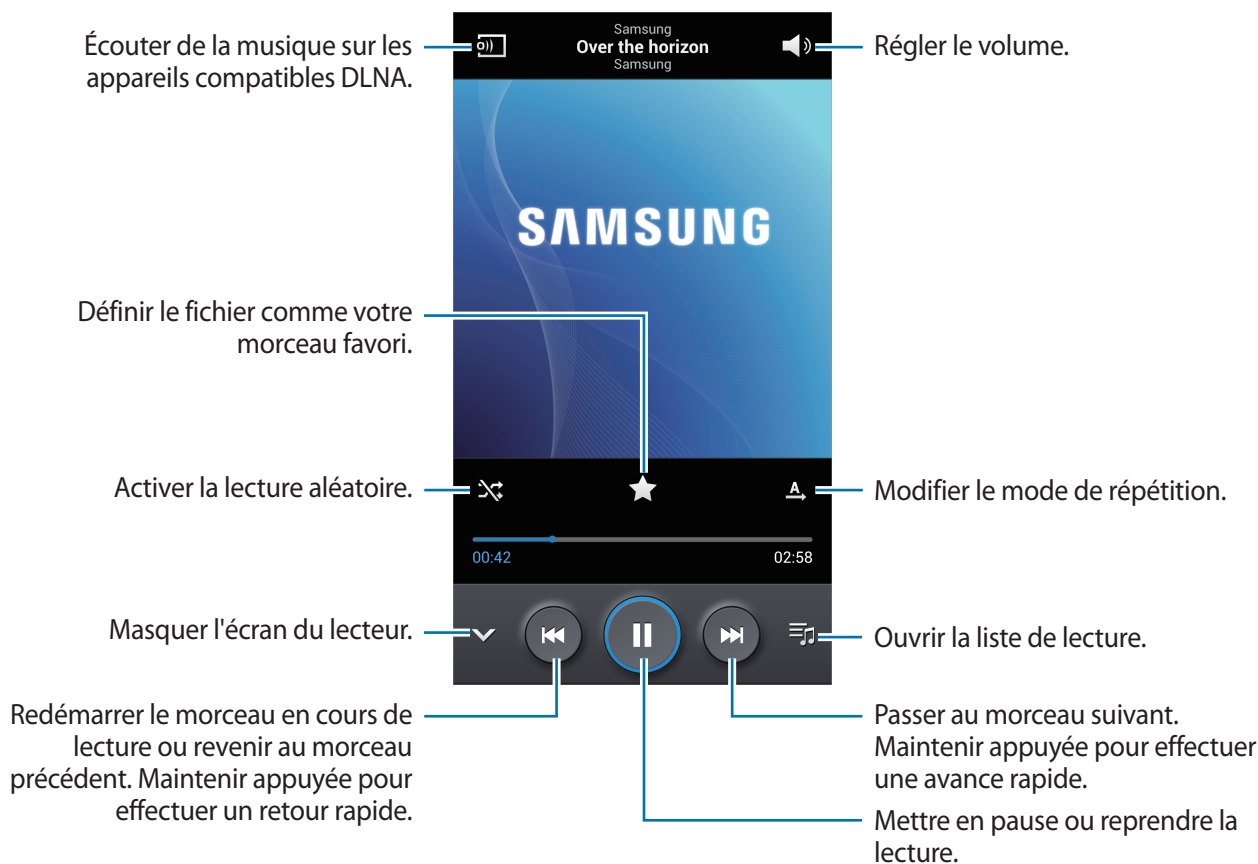 Écouter de la musique sur les
appareils compatibles DLNA.
Samsung
Over the horizon
Samsung
Régler le volume.
SAMSUNG
Définir le fichier comme votre
morceau favori.
Activer la lecture aléatoire.
A
Modifier le mode de répétition.
00:42
02:58
Masquer l'écran du lecteur.
Ouvrir la liste de lecture.
Redémarrer le morceau en cours de
lecture ou revenir au morceau
précédent. Maintenir appuyée pour
effectuer un retour rapide.
Passer au morceau suivant.
Maintenir appuyée pour effectuer
une avance rapide.
Mettre en pause ou reprendre la
lecture.